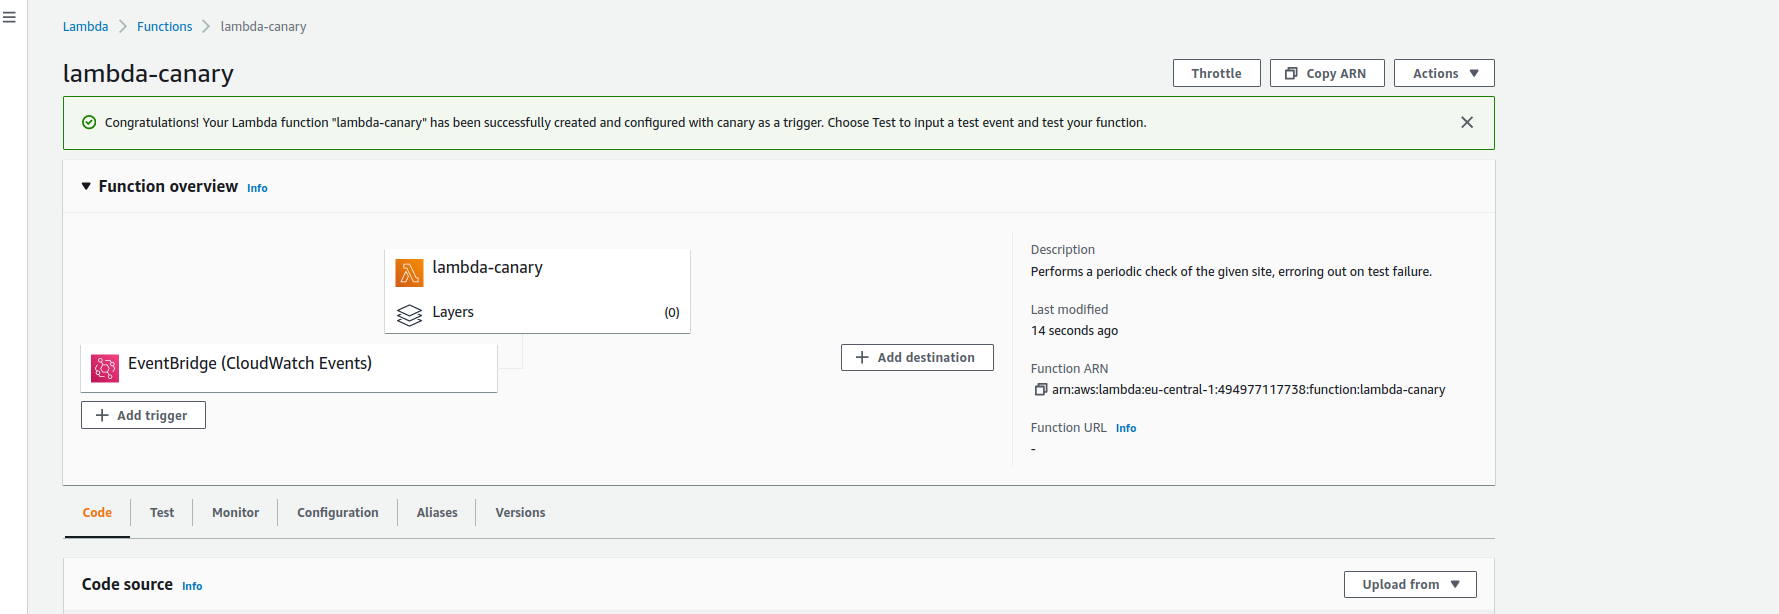 Lambda > Functions > lambda-canary
lambda-canary
Throttle Copy ARN Actions
Congratulations! Your Lambda function "lambda-canary" has been successfully created and configured with canary as a trigger. Choose Test to input a test event and test your function.
Function overview Info
lambda-canary
Layers (0)
EventBridge (CloudWatch Events)
+ Add trigger
+ Add destination
Description
Performs a periodic check of the given site, erroring out on test failure.
Last modified
14 seconds ago
Function ARN
arn:aws:lambda:eu-central-1:494977117738:function:lambda-canary
Function URL Info
-
Code Test Monitor Configuration Aliases Versions
Code source Info
Upload from